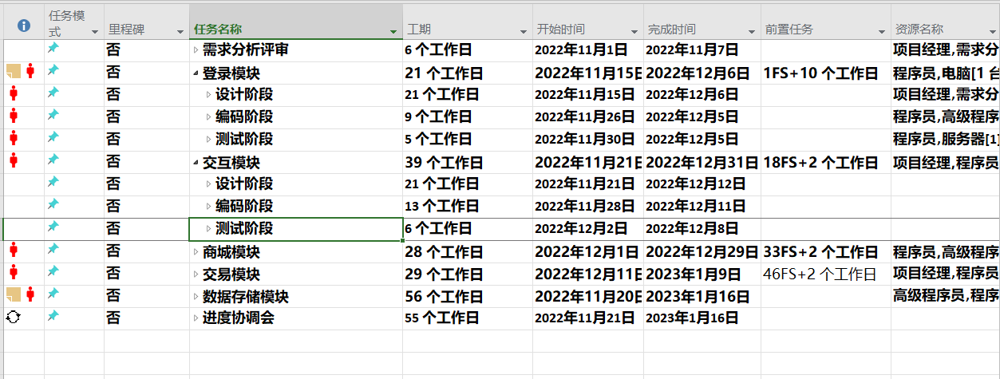 任务模式 里程碑 任务名称 工期 开始时间 完成时间 前置任务 资源名称
否 需求分析评审 6 个工作日 2022年11月1日 2022年11月7日 项目经理,需求分
否 登录模块 21 个工作日 2022年11月15日 2022年12月6日 1FS+10 个工作日 程序员,电脑[1 台
否 设计阶段 21 个工作日 2022年11月15日 2022年12月6日 项目经理,需求分
否 编码阶段 9 个工作日 2022年11月26日 2022年12月5日 程序员,高级程序
否 测试阶段 5 个工作日 2022年11月30日 2022年12月5日 程序员,服务器[1]
否 交互模块 39 个工作日 2022年11月21日 2022年12月31日 18FS+2 个工作日 项目经理,程序员
否 设计阶段 21 个工作日 2022年11月21日 2022年12月12日
否 编码阶段 13 个工作日 2022年11月28日 2022年12月11日
否 测试阶段 6 个工作日 2022年12月2日 2022年12月8日
否 商城模块 28 个工作日 2022年12月1日 2022年12月29日 33FS+2 个工作日 程序员,高级程序
否 交易模块 29 个工作日 2022年12月11日 2023年1月9日 46FS+2 个工作日 项目经理,程序员
否 数据存储模块 56 个工作日 2022年11月20日 2023年1月16日 高级程序员,程序
否 进度协调会 55 个工作日 2022年11月21日 2023年1月16日